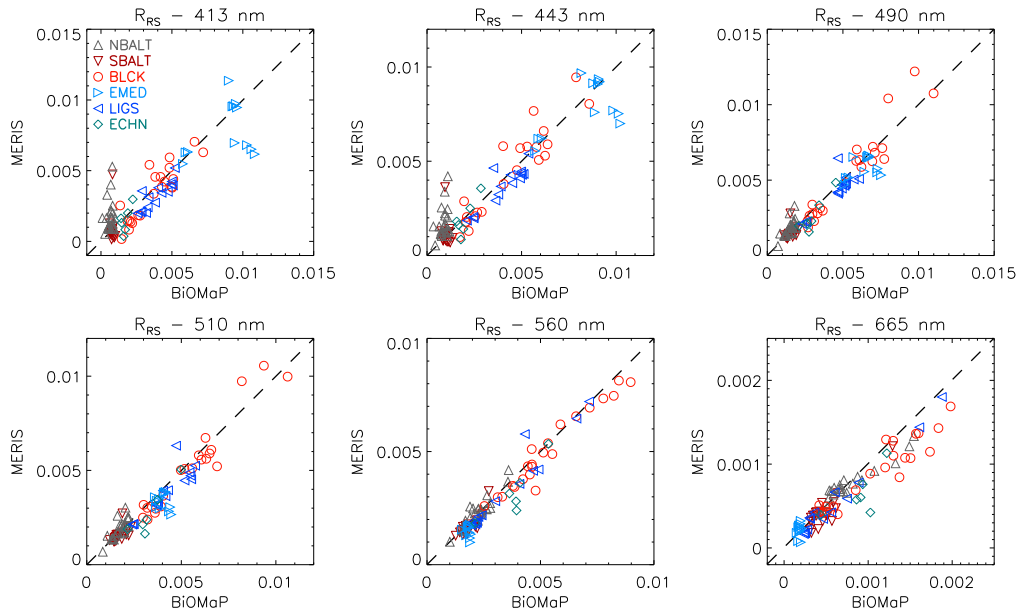 R_RS − 413 nm
0.015
0.010
0.005
0
MERIS
NBALT
SBALT
BLCK
EMED
LIGS
ECHN
0
0.005
0.010
0.015
BiOMaP
R_RS − 443 nm
0.010
0.005
0
MERIS
0
0.005
0.010
BiOMaP
R_RS − 490 nm
0.015
0.010
0.005
0
MERIS
0
0.005
0.010
0.015
BiOMaP
R_RS − 510 nm
0.010
0.005
0
MERIS
0
0.005
0.010
BiOMaP
R_RS − 560 nm
0.010
0.005
0
MERIS
0
0.005
0.01
BiOMaP
R_RS − 665 nm
0.002
0.001
0
MERIS
0
0.001
0.002
BiOMaP